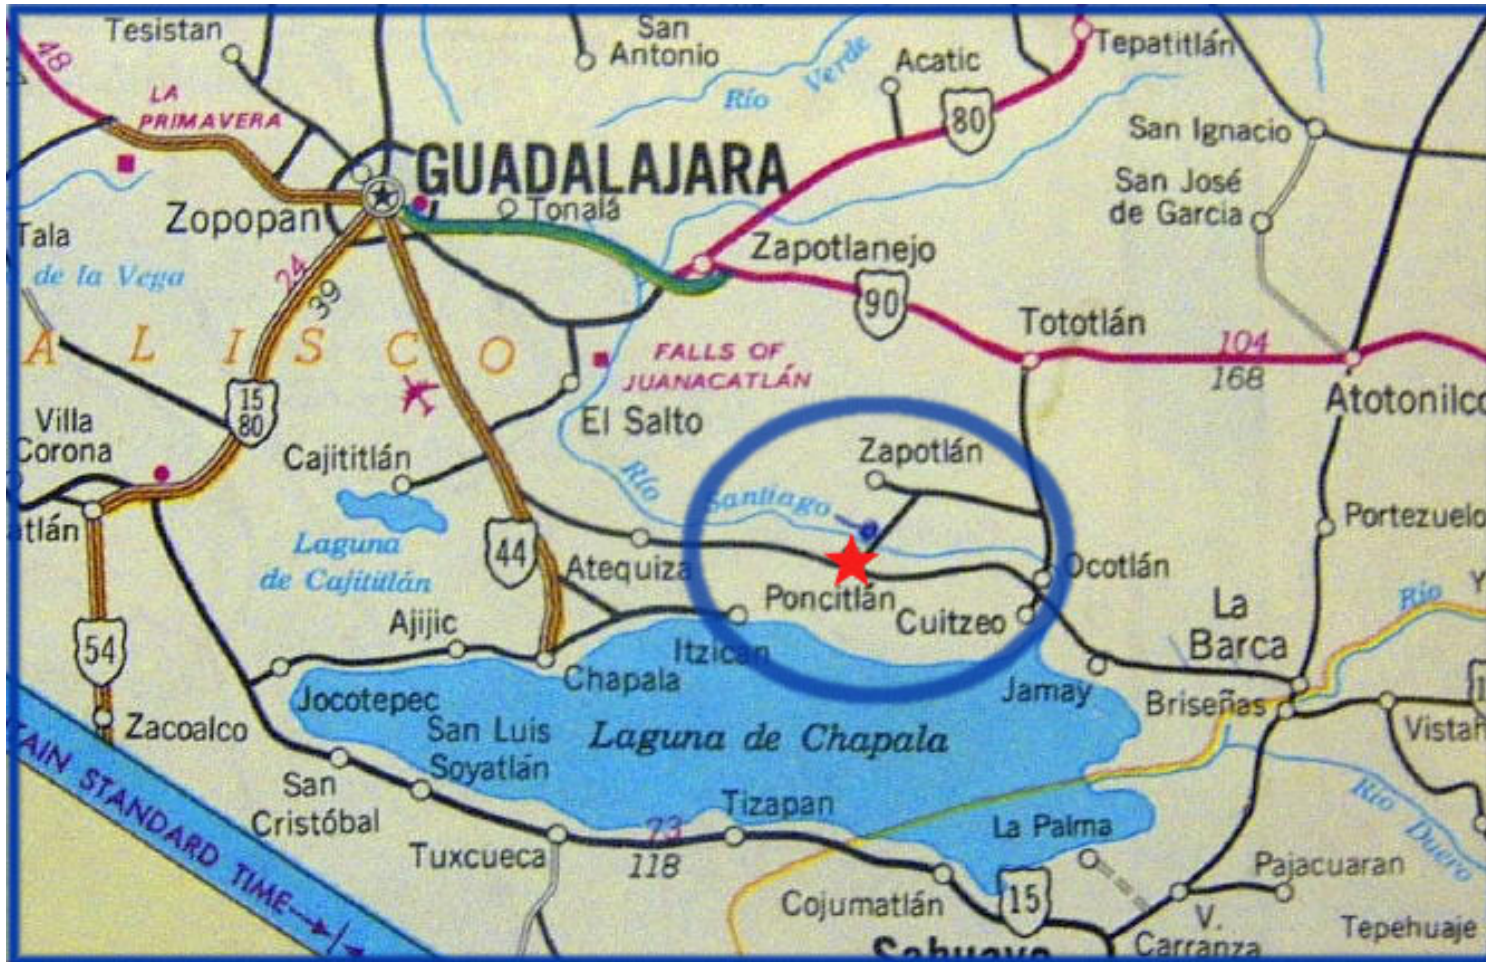 Tesistan
San
Antonio
Tepatitlán
48
Acatic
Verde
Río
LA
PRIMAVERA
80
San Ignacio
GUADALAJARA
San José
de Garcia
Zopopan
Tonalá
Tala
Zapotlanejo
de la Vega
24
39
90
Tototlán
A L I S C O
104
168
FALLS OF
JUANACATLÁN
15
80
Atotonilco
Villa
Corona
El Salto
Cajititlán
Zapotlán
Río
Santiago
Portezuelo
atlán
Laguna
de Cajititlán
44
Atequiza
Ocotlán
Poncitlán
Cuitzeo
La
Barca
Río
Y
Ajijic
54
Itzican
Chapala
Jocotepec
Jamay
Briseñas
1
Zacoalco
San Luis
Soyatlán
Laguna de Chapala
Vistah
San
Cristóbal
Tizapan
La Palma
Río Duero
TAIN STANDARD TIME
Tuxcueca
73
118
Pajacuaran
Cojumatlán
15
V.
Carranza
Tepehuaje
Sahuayo